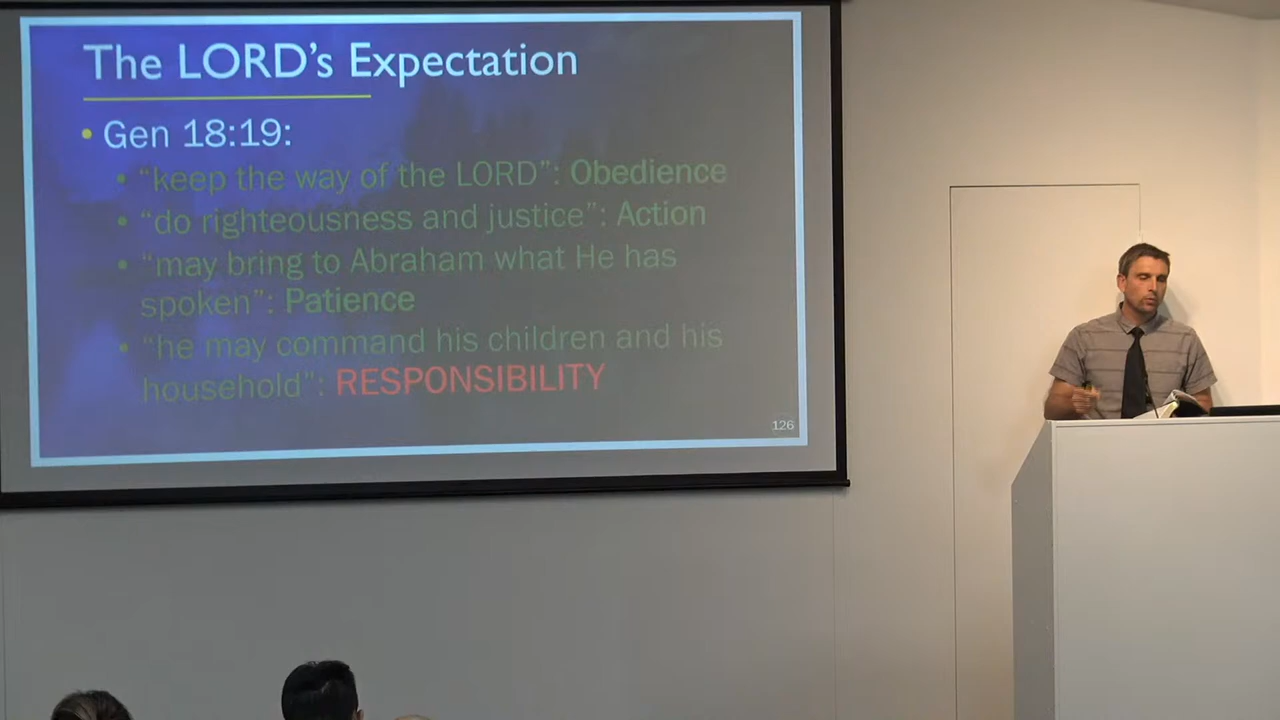 The LORD's Expectation
• Gen 18:19:
• “keep the way of the LORD”: Obedience
• “do righteousness and justice”: Action
• “may bring to Abraham what He has
spoken”: Patience
• “he may command his children and his
household”: RESPONSIBILITY
126